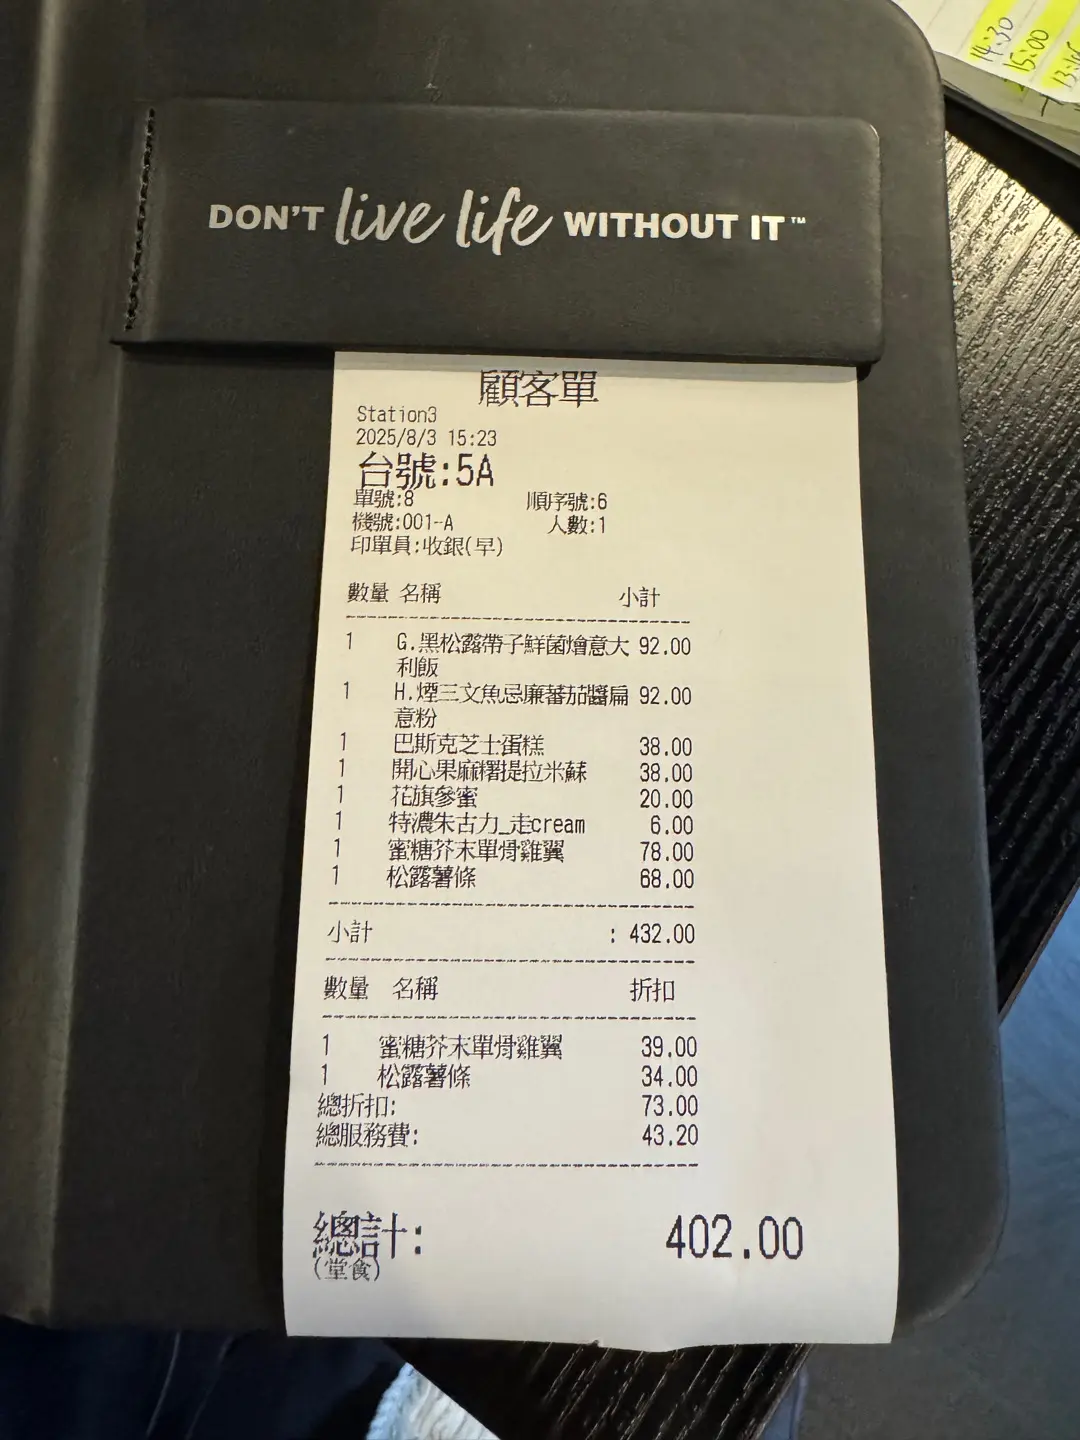 14:30
15:00
DON'T live life WITHOUT IT™
顧客單
Station3
2025/8/3 15:23
台號:5A
單號:8 順序號:6
機號:001-A 人數:1
印單員:收銀(早)
數量 名稱 小計
1 G.黑松露帶子鮮菌燴意大 92.00
利飯
1 H.煙三文魚忌廉蕃茄醬扁 92.00
意粉
1 巴斯克芝士蛋糕 38.00
1 開心果麻糬提拉米蘇 38.00
1 花旗參蜜 20.00
1 特濃朱古力_走cream 6.00
1 蜜糖芥末單骨雞翼 78.00
1 松露薯條 68.00
小計 : 432.00
數量 名稱 折扣
1 蜜糖芥末單骨雞翼 39.00
1 松露薯條 34.00
總折扣: 73.00
總服務費: 43.20
總計: 402.00
(堂食)